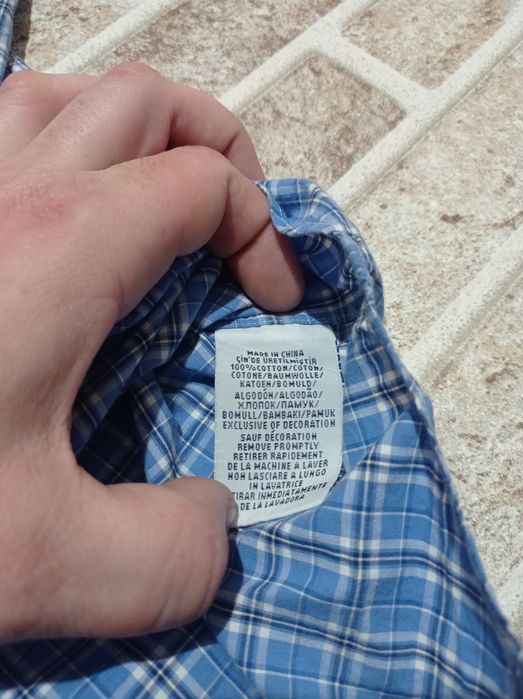 MADE IN CHINA
ÇİN'DE ÜRETİLMİŞTİR
100%COTTON/COTON/
COTONE/BAUMWOLLE/
KATOEN/BOMULD/
ALGODÓN/ALGODÃO/
ХЛОПОК/ПАМУК/
BOMULL/BAMBAKI/PAMUK
EXCLUSIVE OF DECORATION
SAUF DÉCORATION
REMOVE PROMPTLY
RETIRER RAPIDEMENT
DE LA MACHINE A LAVER
NON LASCIARE A LUNGO
IN LAVATRICE
TIRAR INMEDIATAMENTE
DE LA LAVADORA